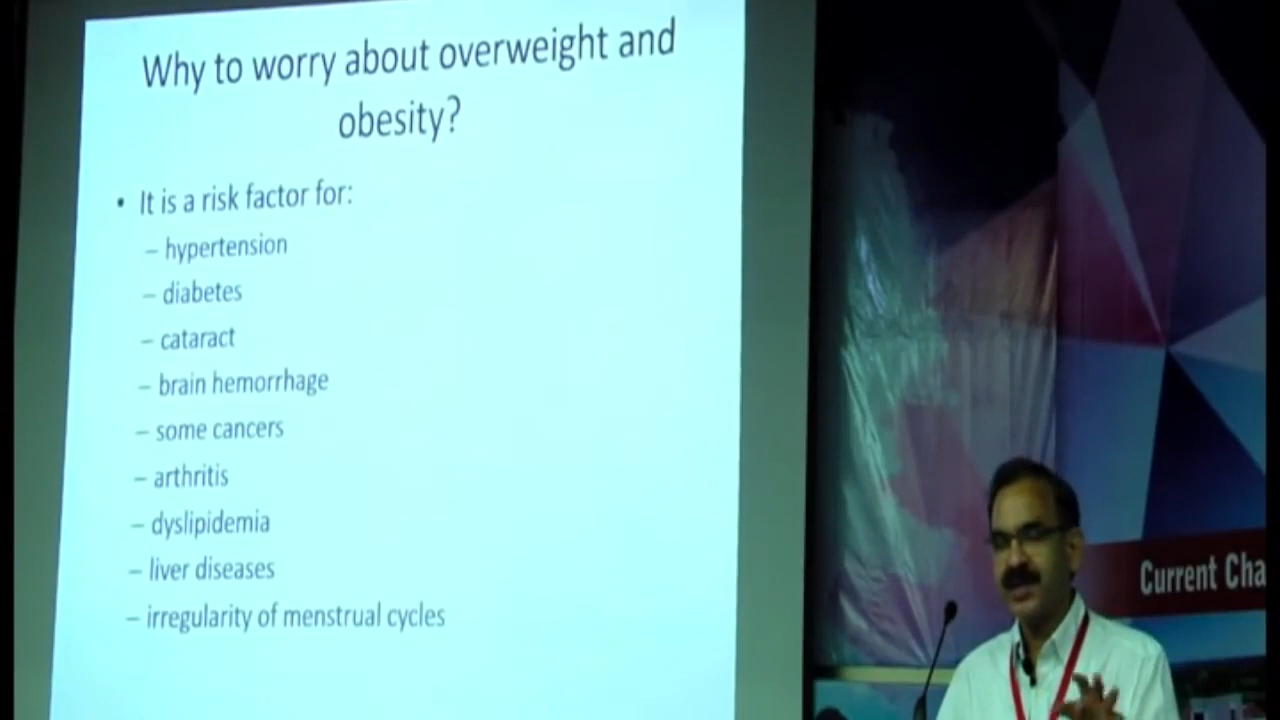 Why to worry about overweight and
obesity?
• It is a risk factor for:
– hypertension
– diabetes
– cataract
– brain hemorrhage
– some cancers
– arthritis
– dyslipidemia
– liver diseases
– irregularity of menstrual cycles
Current Cha